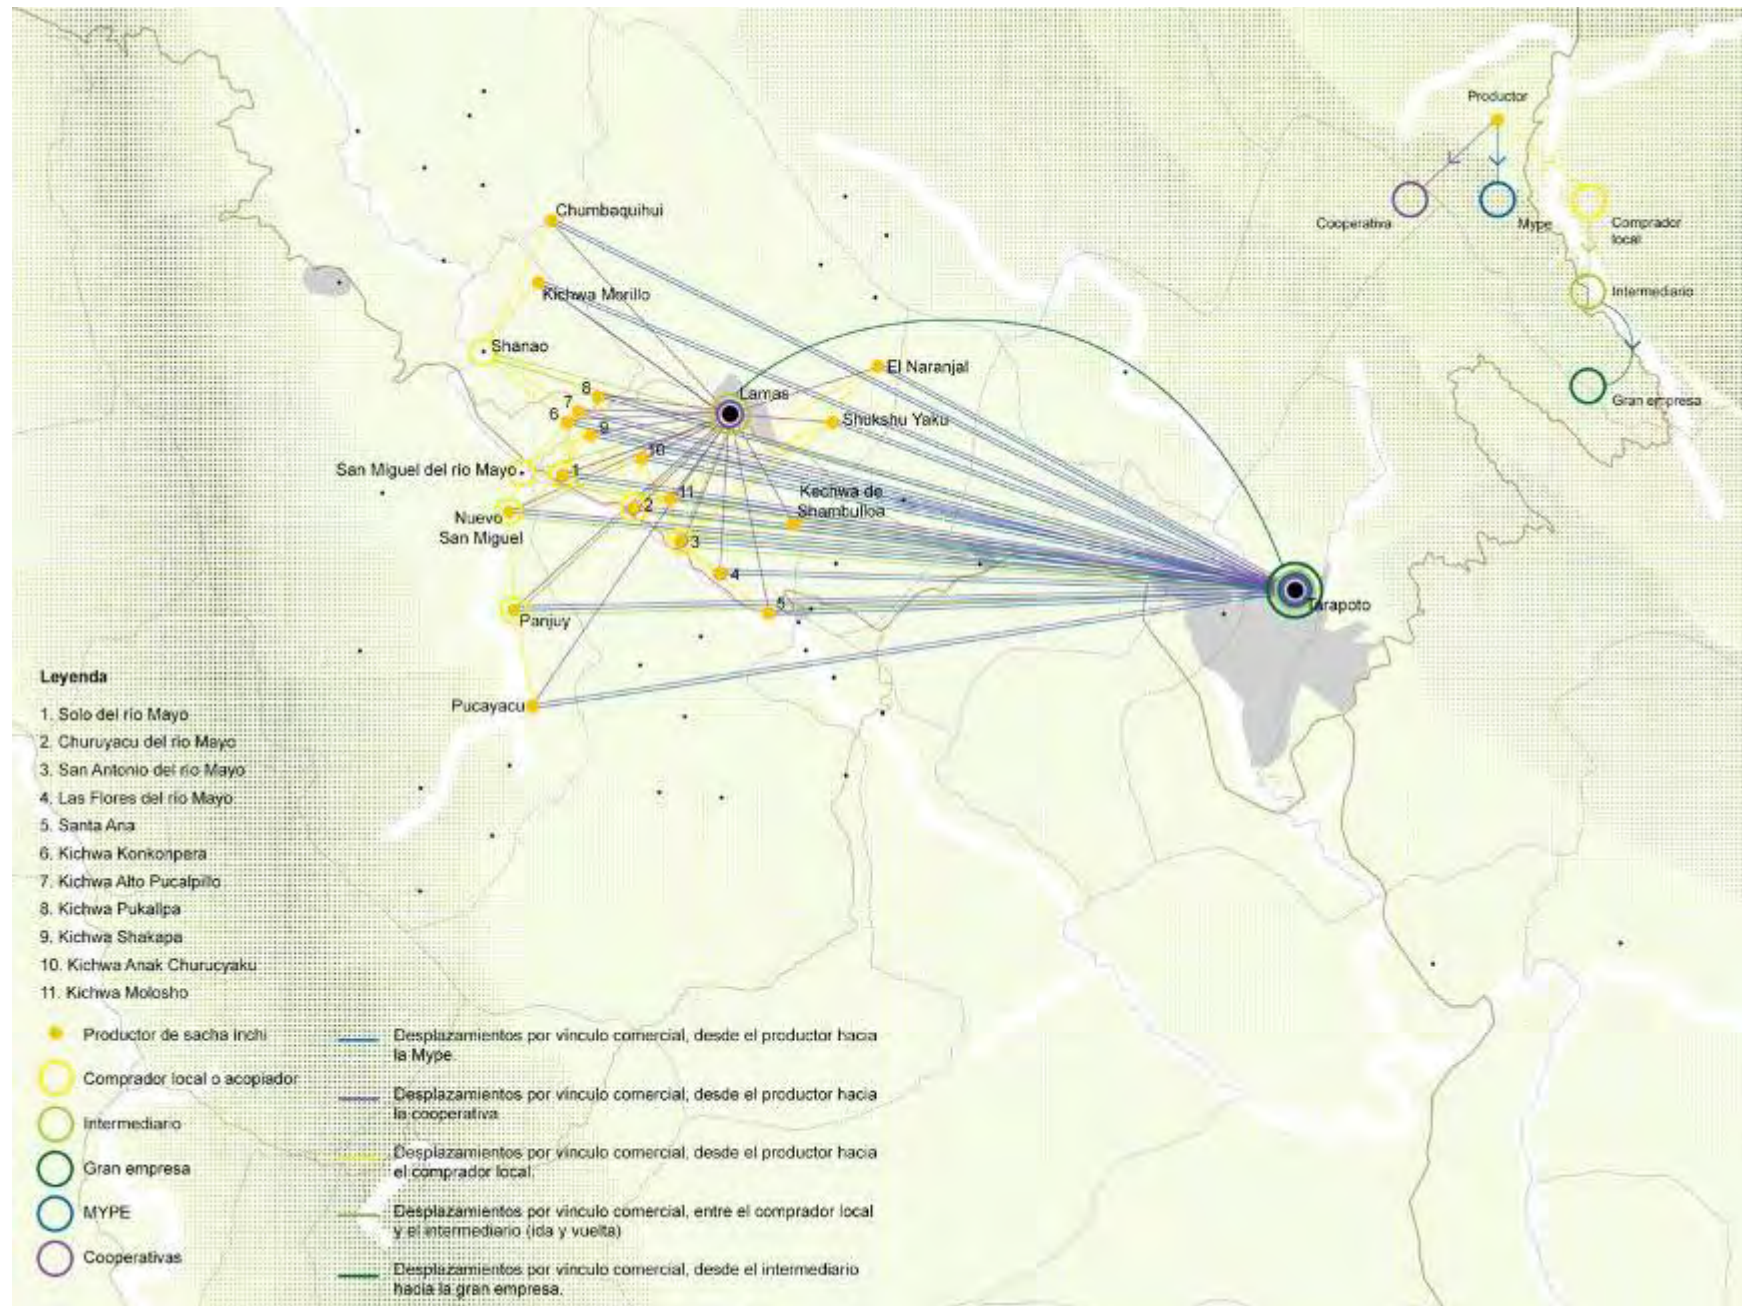 Productor
Cooperativa
Mype
Comprador
local
Intermediario
Gran empresa
Chumbaquihui
Kichwa Morillo
Shanao
El Naranjal
Lamas
Shukshu Yaku
8
7
6
9
10
San Miguel del río Mayo
1
11
2
Kechwa de
Shambulloa
Nuevo
San Miguel
3
4
5
Tarapoto
Panjuy
Pucayacu
Leyenda
1. Solo del río Mayo
2. Churuyacu del río Mayo
3. San Antonio del río Mayo
4. Las Flores del río Mayo
5. Santa Ana
6. Kichwa Konkonpera
7. Kichwa Alto Pucalpillo
8. Kichwa Pukallpa
9. Kichwa Shakapa
10. Kichwa Anak Churucyaku
11. Kichwa Molosho
Productor de sacha inchi
Comprador local o acopiador
Intermediario
Gran empresa
MYPE
Cooperativas
Desplazamientos por vínculo comercial, desde el productor hacia
la Mype.
Desplazamientos por vínculo comercial, desde el productor hacia
la cooperativa
Desplazamientos por vínculo comercial, desde el productor hacia
el comprador local.
Desplazamientos por vínculo comercial, entre el comprador local
y el intermediario (ida y vuelta)
Desplazamientos por vínculo comercial, desde el intermediario
hacia la gran empresa.